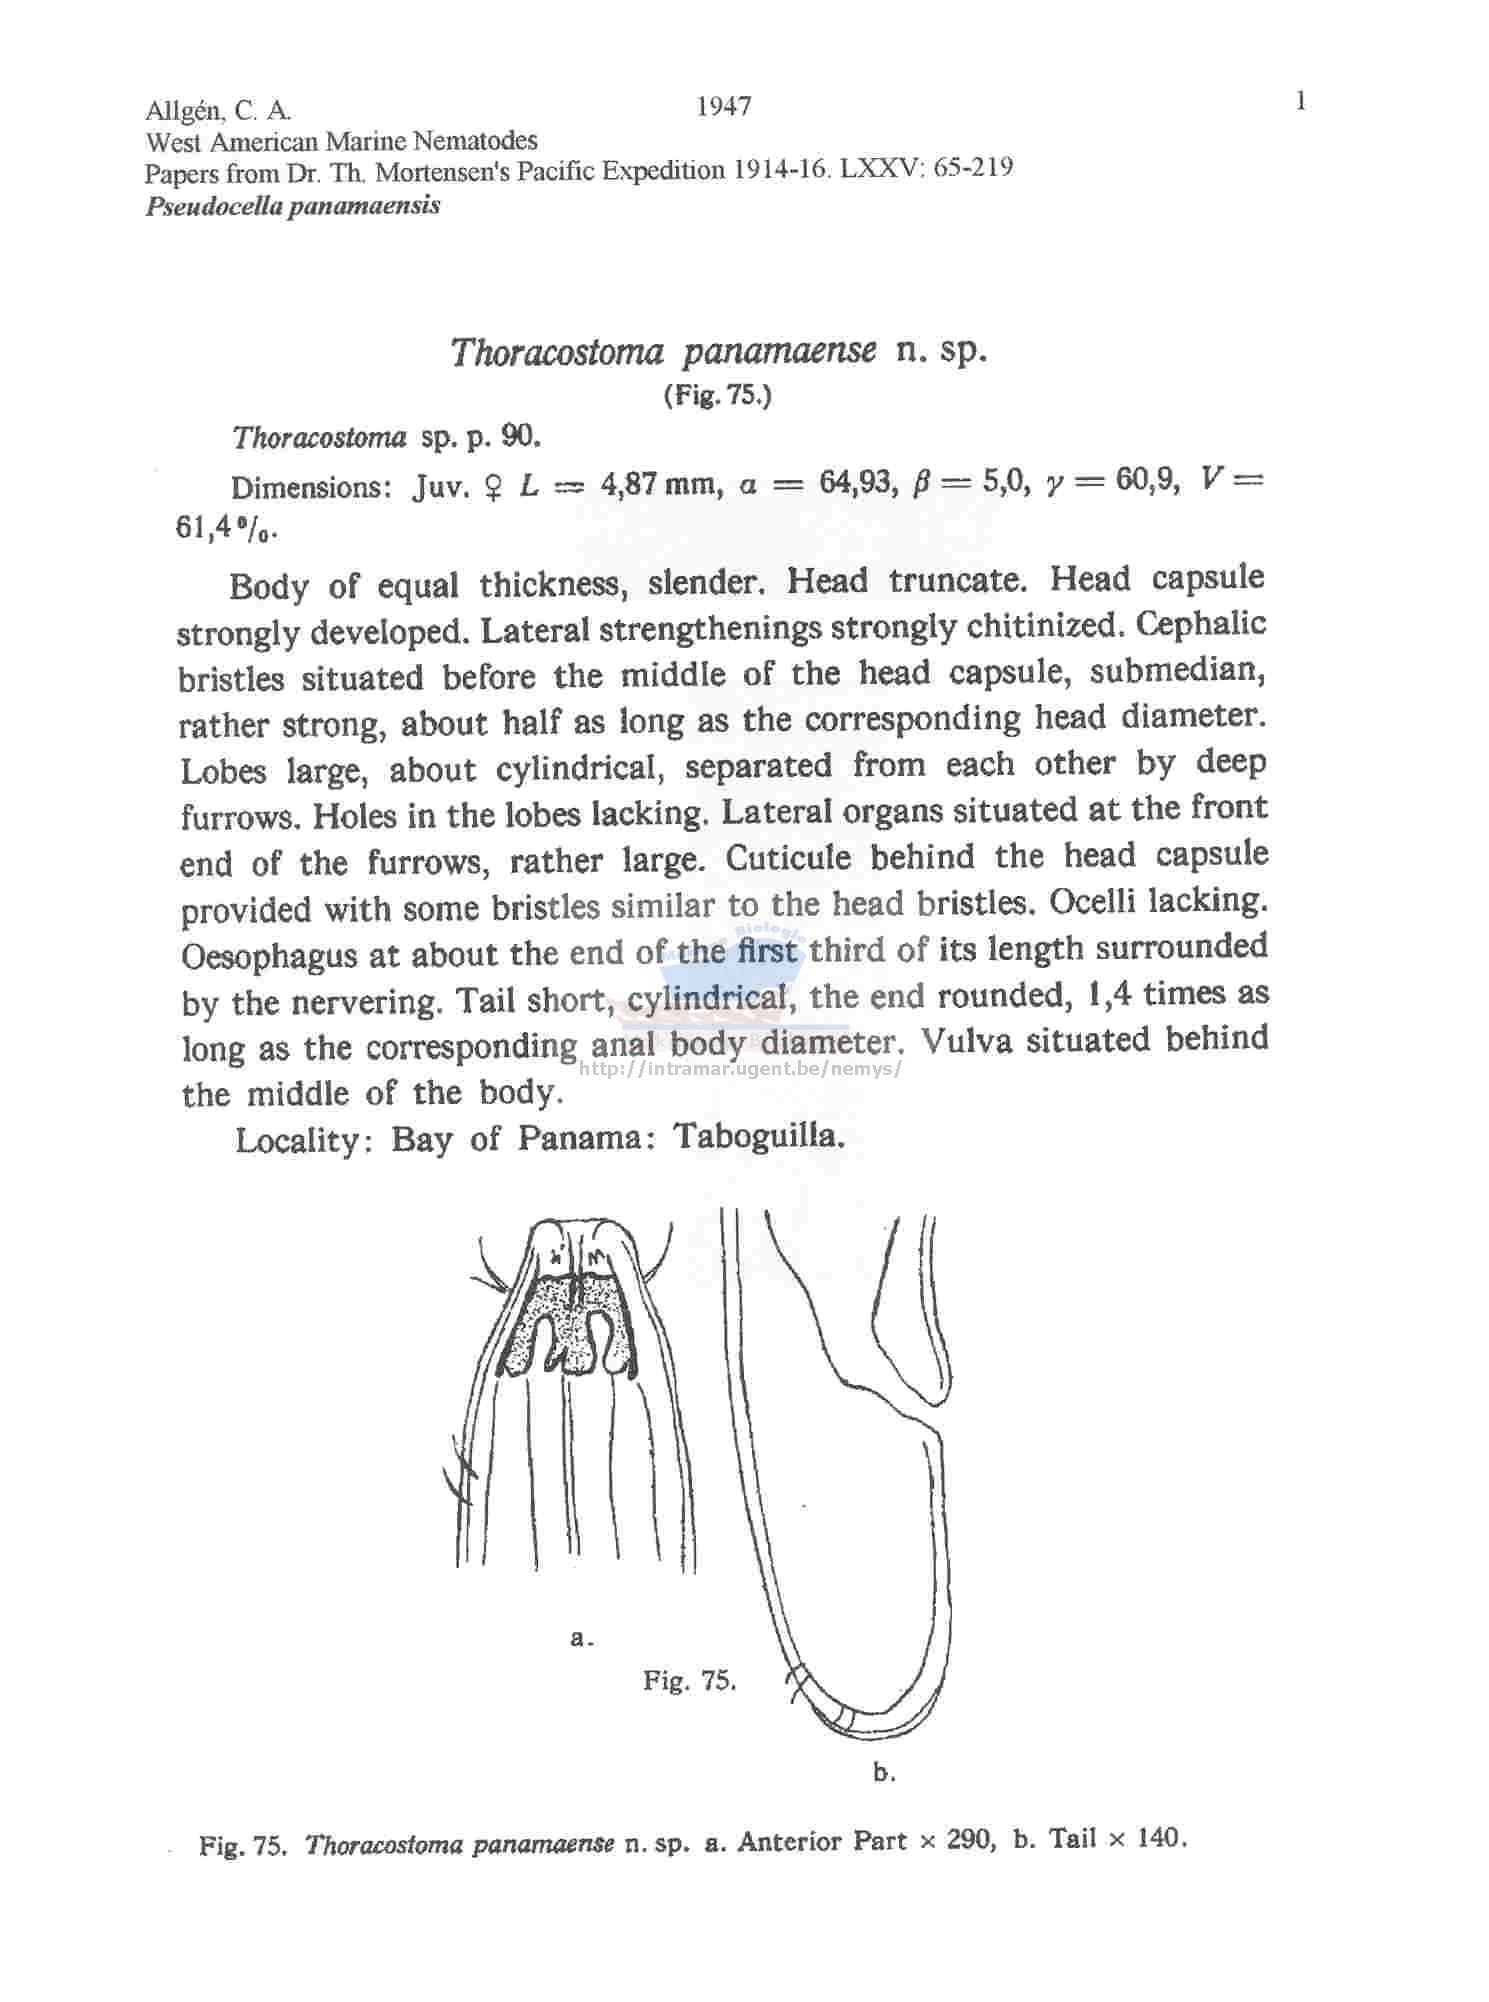 Allgén, C. A.
1947
1
West American Marine Nematodes
Papers from Dr. Th. Mortensen's Pacific Expedition 1914-16. LXXV: 65-219
Pseudocella panamaensis
Thoracostoma panamaense n. sp.
(Fig. 75.)
Thoracostoma sp. p. 90.
Dimensions: Juv. ♀ L = 4,87 mm, α = 64,93, β = 5,0, γ = 60,9, V =
61,4 %.
Body of equal thickness, slender. Head truncate. Head capsule
strongly developed. Lateral strengthenings strongly chitinized. Cephalic
bristles situated before the middle of the head capsule, submedian,
rather strong, about half as long as the corresponding head diameter.
Lobes large, about cylindrical, separated from each other by deep
furrows. Holes in the lobes lacking. Lateral organs situated at the front
end of the furrows, rather large. Cuticule behind the head capsule
provided with some bristles similar to the head bristles. Ocelli lacking.
Oesophagus at about the end of the first third of its length surrounded
by the nervering. Tail short, cylindrical, the end rounded, 1,4 times as
long as the corresponding anal body diameter. Vulva situated behind
http://intramar.ugent.be/nemys/
the middle of the body.
Locality: Bay of Panama: Taboguilla.
a.
Fig. 75.
b.
Fig. 75. Thoracostoma panamaense n. sp. a. Anterior Part × 290, b. Tail × 140.